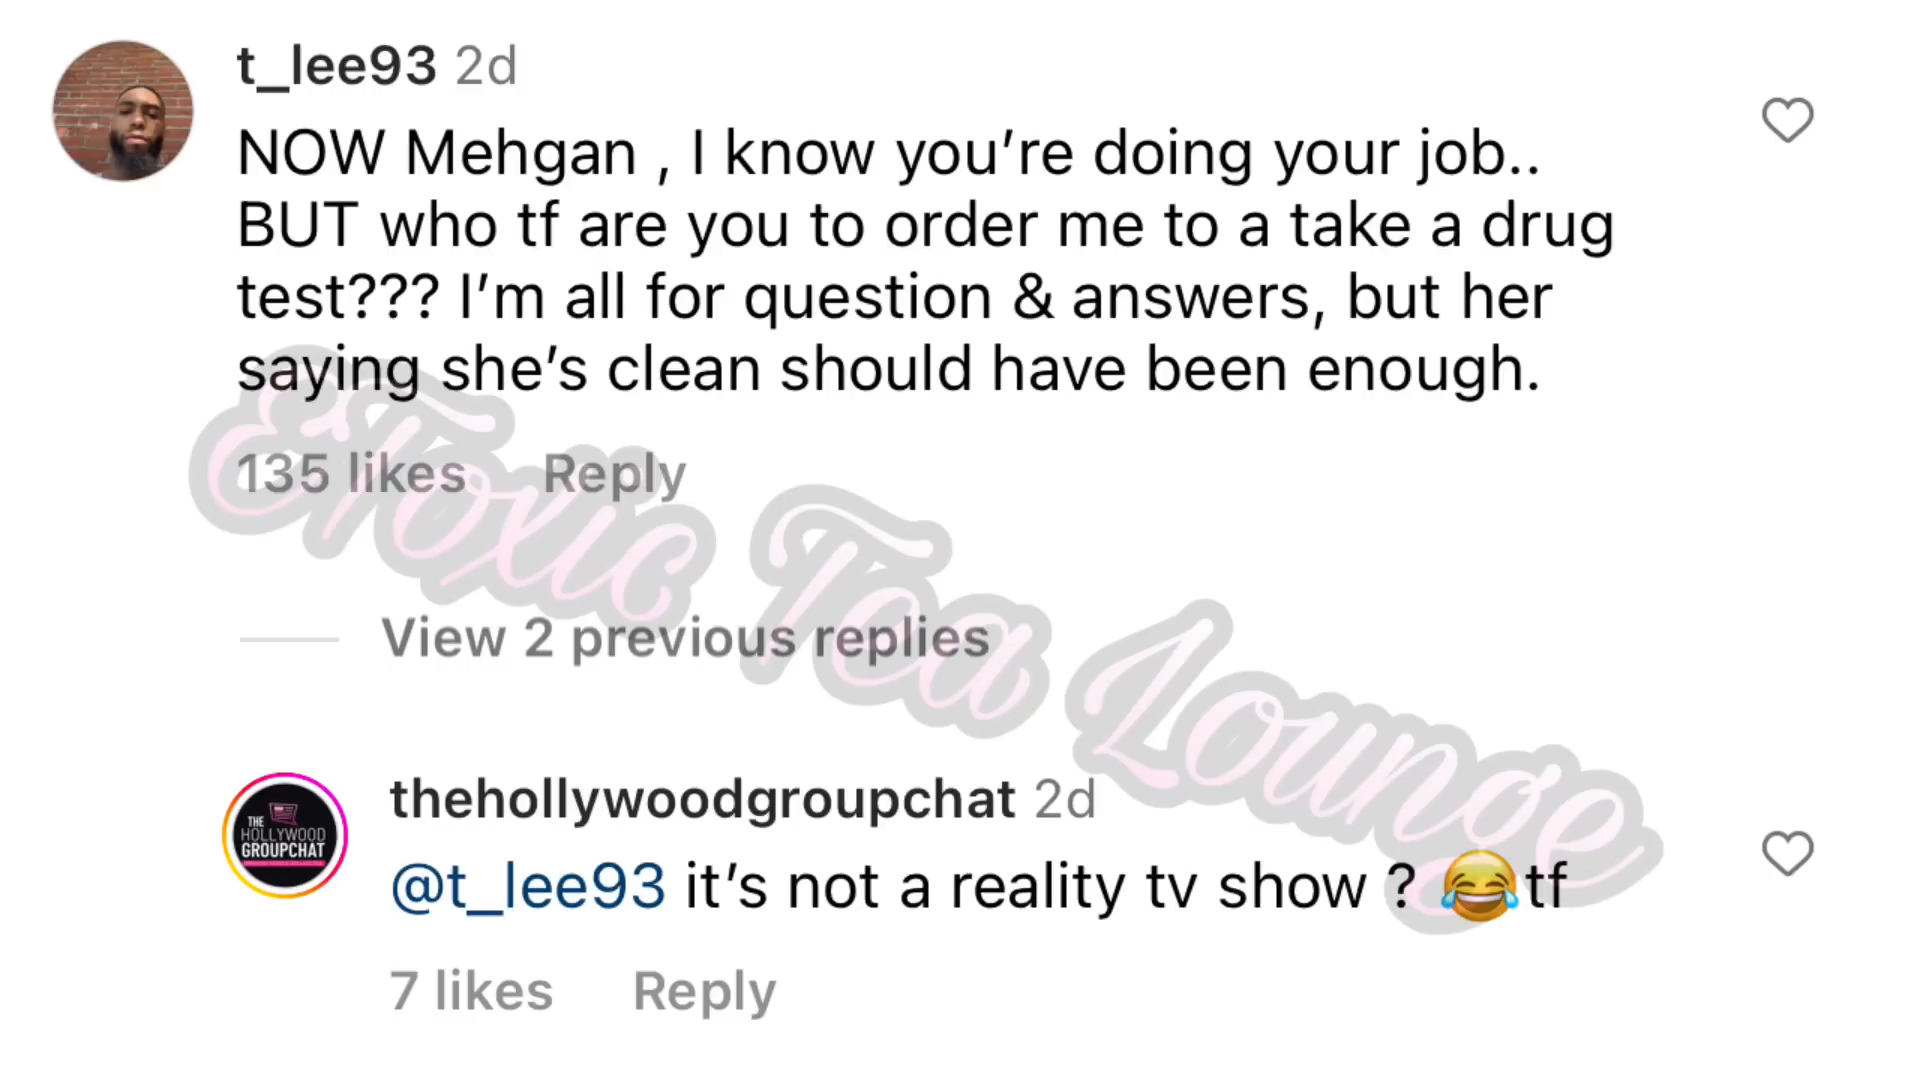 t_lee93 2d
NOW Mehgan , I know you’re doing your job..
BUT who tf are you to order me to a take a drug
test??? I’m all for question & answers, but her
saying she’s clean should have been enough.
135 likes Reply
View 2 previous replies
thehollywoodgroupchat 2d
THE
HOLLYWOOD
GROUPCHAT
@t_lee93 it’s not a reality tv show ? 😂tf
7 likes Reply
EToxic Tea Lounge